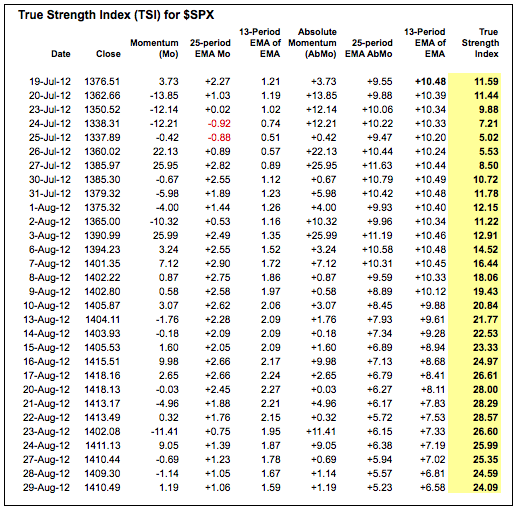 True Strength Index (TSI) for $SPX
13-Period Absolute 13-Period True
Momentum 25-period EMA of Momentum 25-period EMA of Strength
Date Close (Mo) EMA Mo EMA (AbMo) EMA AbMo EMA Index
19-Jul-12 1376.51 3.73 +2.27 1.21 +3.73 +9.55 +10.48 11.59
20-Jul-12 1362.66 -13.85 +1.03 1.19 +13.85 +9.88 +10.39 11.44
23-Jul-12 1350.52 -12.14 +0.02 1.02 +12.14 +10.06 +10.34 9.88
24-Jul-12 1338.31 -12.21 -0.92 0.74 +12.21 +10.22 +10.33 7.21
25-Jul-12 1337.89 -0.42 -0.88 0.51 +0.42 +9.47 +10.20 5.02
26-Jul-12 1360.02 22.13 +0.89 0.57 +22.13 +10.44 +10.24 5.53
27-Jul-12 1385.97 25.95 +2.82 0.89 +25.95 +11.63 +10.44 8.50
30-Jul-12 1385.30 -0.67 +2.55 1.12 +0.67 +10.79 +10.49 10.72
31-Jul-12 1379.32 -5.98 +1.89 1.23 +5.98 +10.42 +10.48 11.78
1-Aug-12 1375.32 -4.00 +1.44 1.26 +4.00 +9.93 +10.40 12.15
2-Aug-12 1365.00 -10.32 +0.53 1.16 +10.32 +9.96 +10.34 11.22
3-Aug-12 1390.99 25.99 +2.49 1.35 +25.99 +11.19 +10.46 12.91
6-Aug-12 1394.23 3.24 +2.55 1.52 +3.24 +10.58 +10.48 14.52
7-Aug-12 1401.35 7.12 +2.90 1.72 +7.12 +10.31 +10.45 16.44
8-Aug-12 1402.22 0.87 +2.75 1.86 +0.87 +9.59 +10.33 18.06
9-Aug-12 1402.80 0.58 +2.58 1.97 +0.58 +8.89 +10.12 19.43
10-Aug-12 1405.87 3.07 +2.62 2.06 +3.07 +8.45 +9.88 20.84
13-Aug-12 1404.11 -1.76 +2.28 2.09 +1.76 +7.93 +9.61 21.77
14-Aug-12 1403.93 -0.18 +2.09 2.09 +0.18 +7.34 +9.28 22.53
15-Aug-12 1405.53 1.60 +2.05 2.09 +1.60 +6.89 +8.94 23.33
16-Aug-12 1415.51 9.98 +2.66 2.17 +9.98 +7.13 +8.68 24.97
17-Aug-12 1418.16 2.65 +2.66 2.24 +2.65 +6.79 +8.41 26.61
20-Aug-12 1418.13 -0.03 +2.45 2.27 +0.03 +6.27 +8.11 28.00
21-Aug-12 1413.17 -4.96 +1.88 2.21 +4.96 +6.17 +7.83 28.29
22-Aug-12 1413.49 0.32 +1.76 2.15 +0.32 +5.72 +7.53 28.57
23-Aug-12 1402.08 -11.41 +0.75 1.95 +11.41 +6.15 +7.33 26.60
24-Aug-12 1411.13 9.05 +1.39 1.87 +9.05 +6.38 +7.19 25.99
27-Aug-12 1410.44 -0.69 +1.23 1.78 +0.69 +5.94 +7.02 25.35
28-Aug-12 1409.30 -1.14 +1.05 1.67 +1.14 +5.57 +6.81 24.59
29-Aug-12 1410.49 1.19 +1.06 1.59 +1.19 +5.23 +6.58 24.09